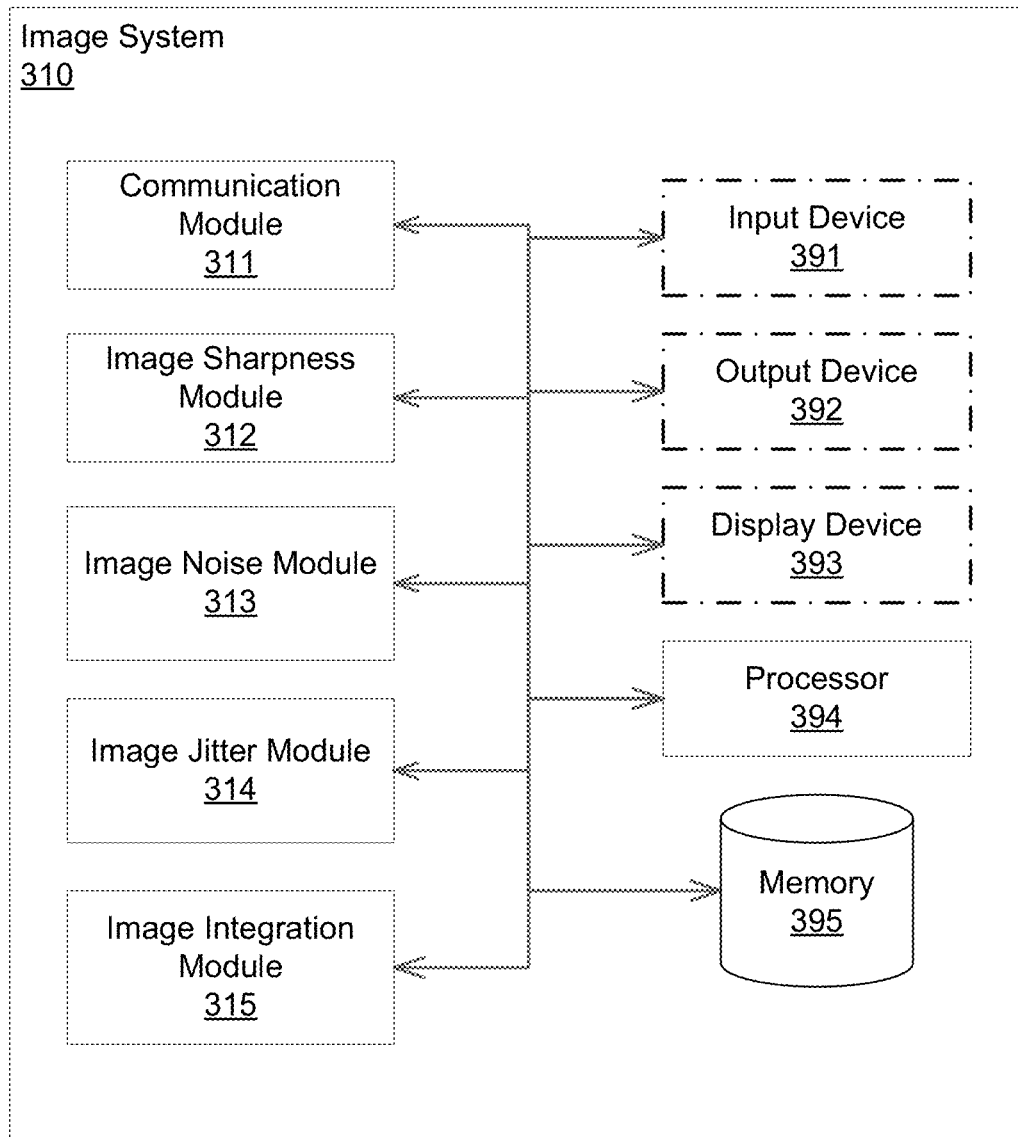 Image System
310
Communication
Module
311
Image Sharpness
Module
312
Image Noise Module
313
Image Jitter Module
314
Image Integration
Module
315
Input Device
391
Output Device
392
Display Device
393
Processor
394
Memory
395